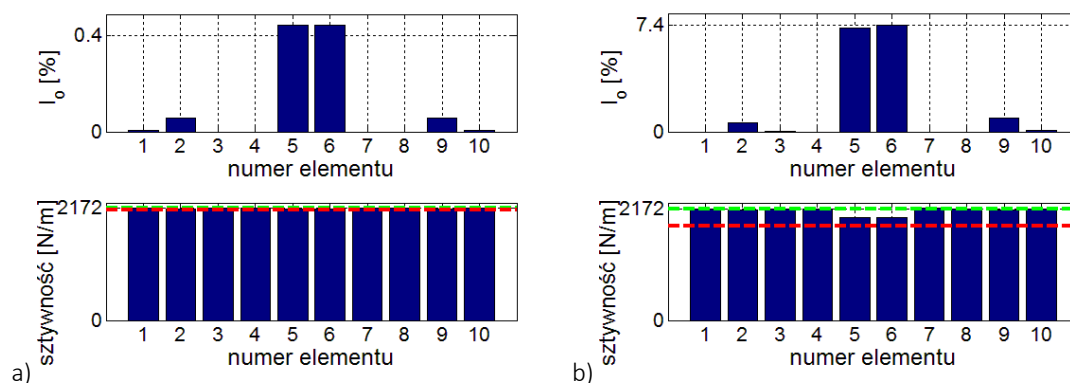 0.4
I_o [%]
0
1 2 3 4 5 6 7 8 9 10
numer elementu
2172
sztywność [N/m]
0
1 2 3 4 5 6 7 8 9 10
numer elementu
a)
7.4
I_o [%]
0
1 2 3 4 5 6 7 8 9 10
numer elementu
2172
sztywność [N/m]
0
1 2 3 4 5 6 7 8 9 10
numer elementu
b)